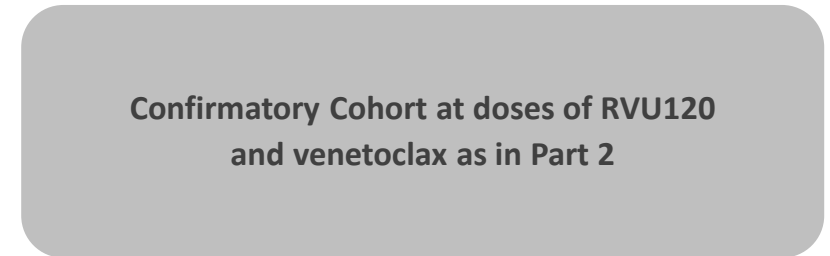 Confirmatory Cohort at doses of RVU120
and venetoclax as in Part 2